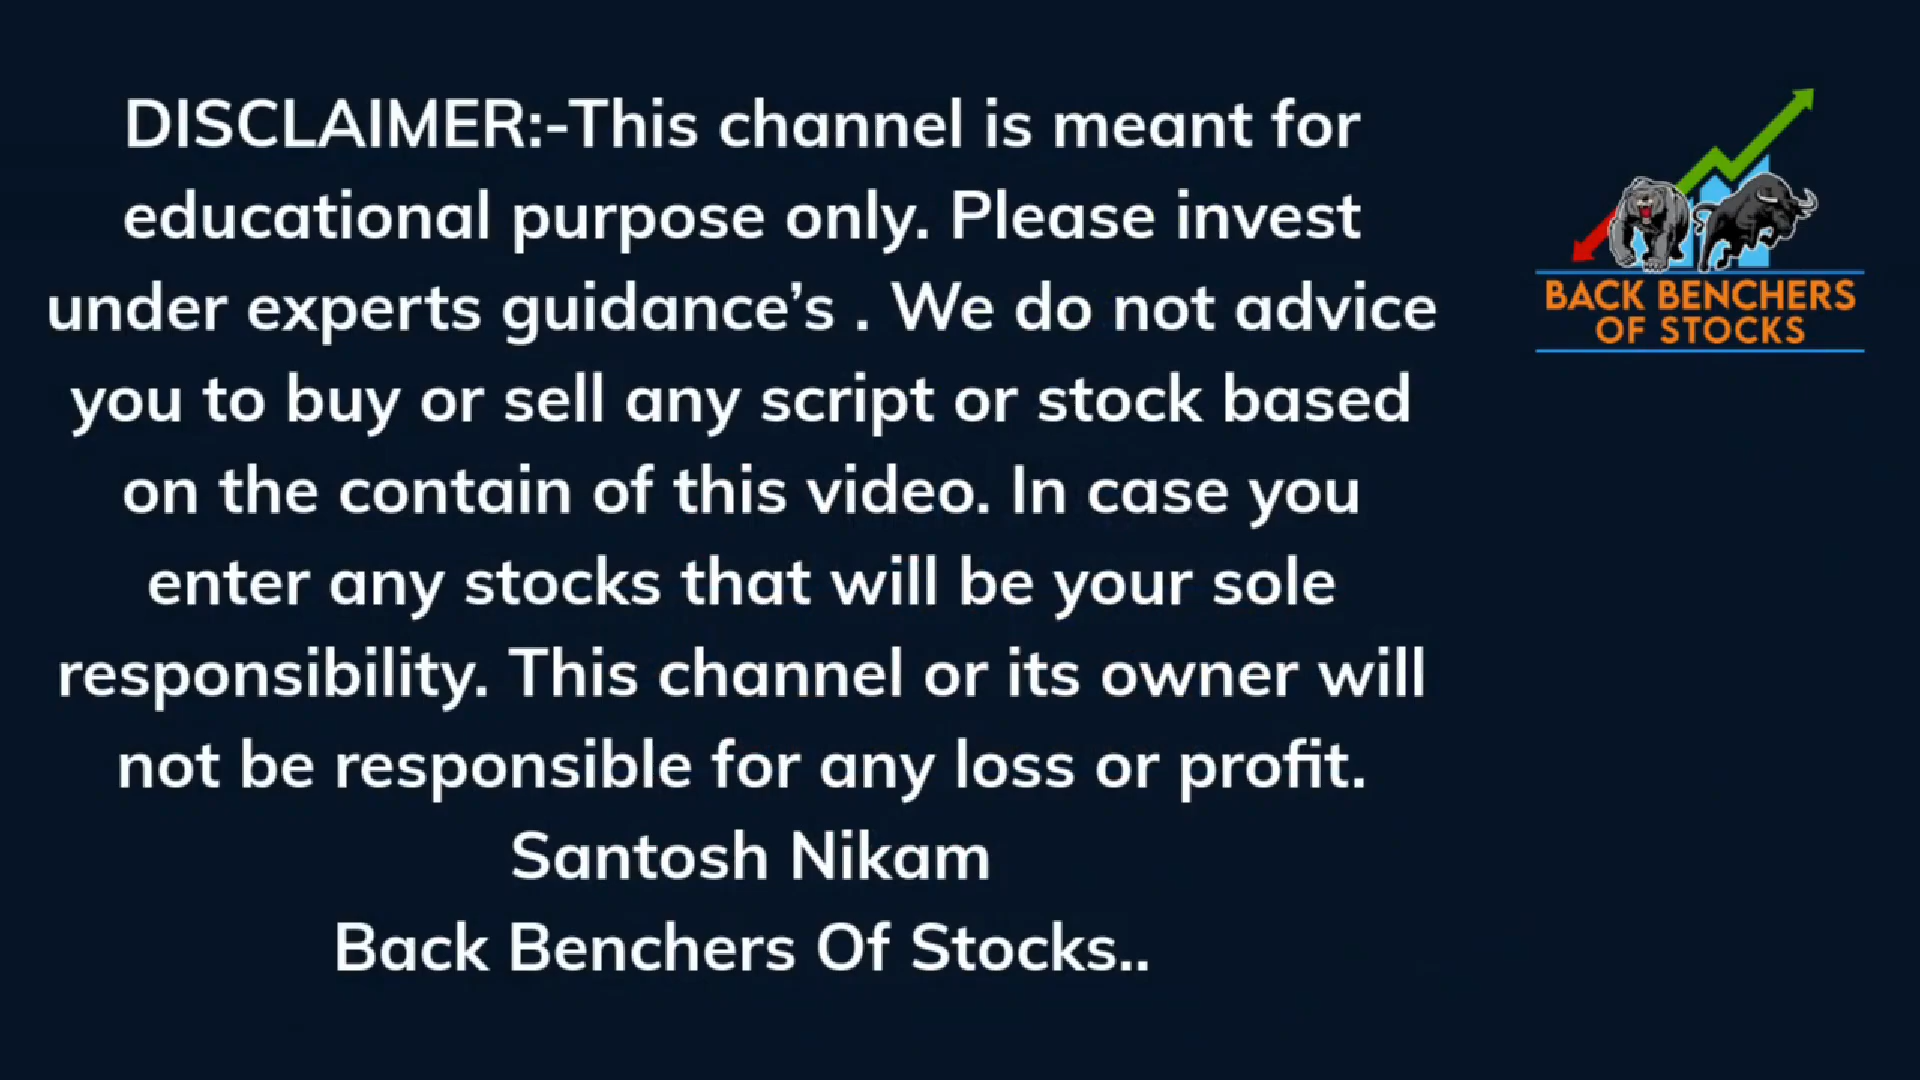 DISCLAIMER:-This channel is meant for
educational purpose only. Please invest
under experts guidance’s . We do not advice
you to buy or sell any script or stock based
on the contain of this video. In case you
enter any stocks that will be your sole
responsibility. This channel or its owner will
not be responsible for any loss or profit.
Santosh Nikam
Back Benchers Of Stocks..
BACK BENCHERS
OF STOCKS